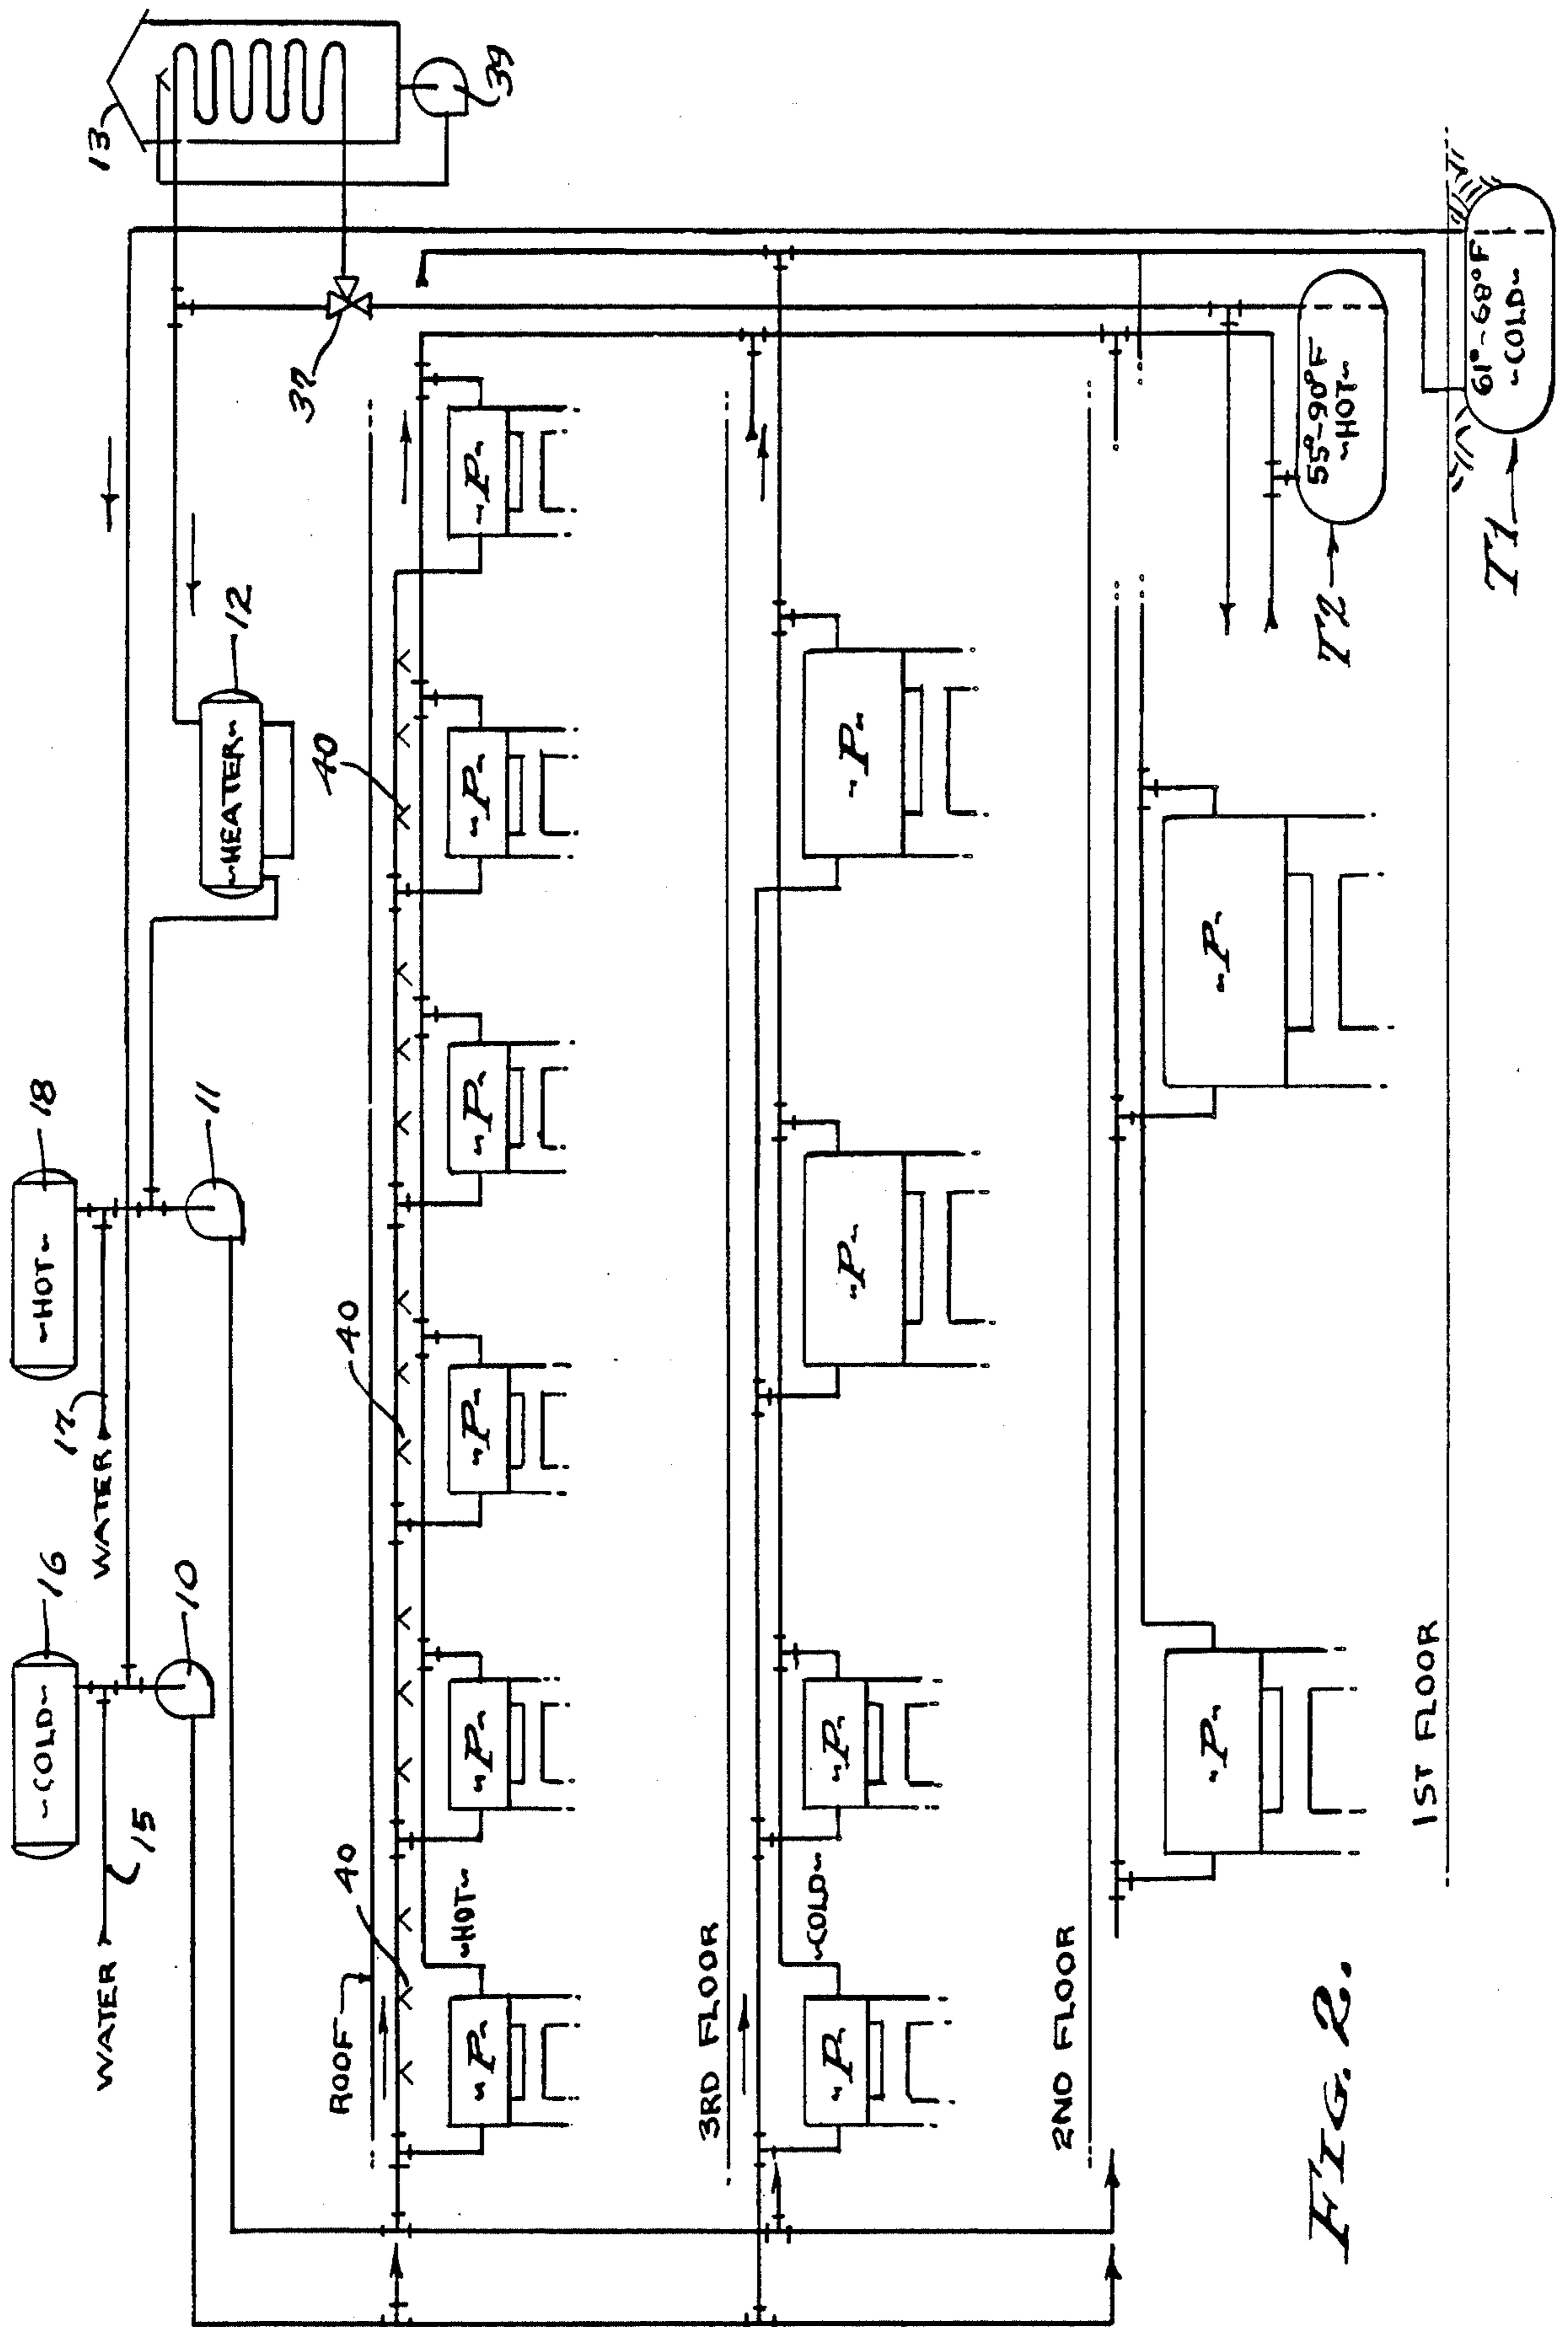 ~COLD~
16
~HOT~
18
WATER
15
WATER
17
10
11
~HEATER~
12
13
39
37
ROOF
40
40
40
~HOT~
~P~
~P~
~P~
~P~
~P~
~P~
3RD FLOOR
~COLD~
~P~
~P~
~P~
~P~
2ND FLOOR
~P~
~P~
1ST FLOOR
55°-90°F
~HOT~
T2
61°-68°F
~COLD~
T1
FIG. 2.